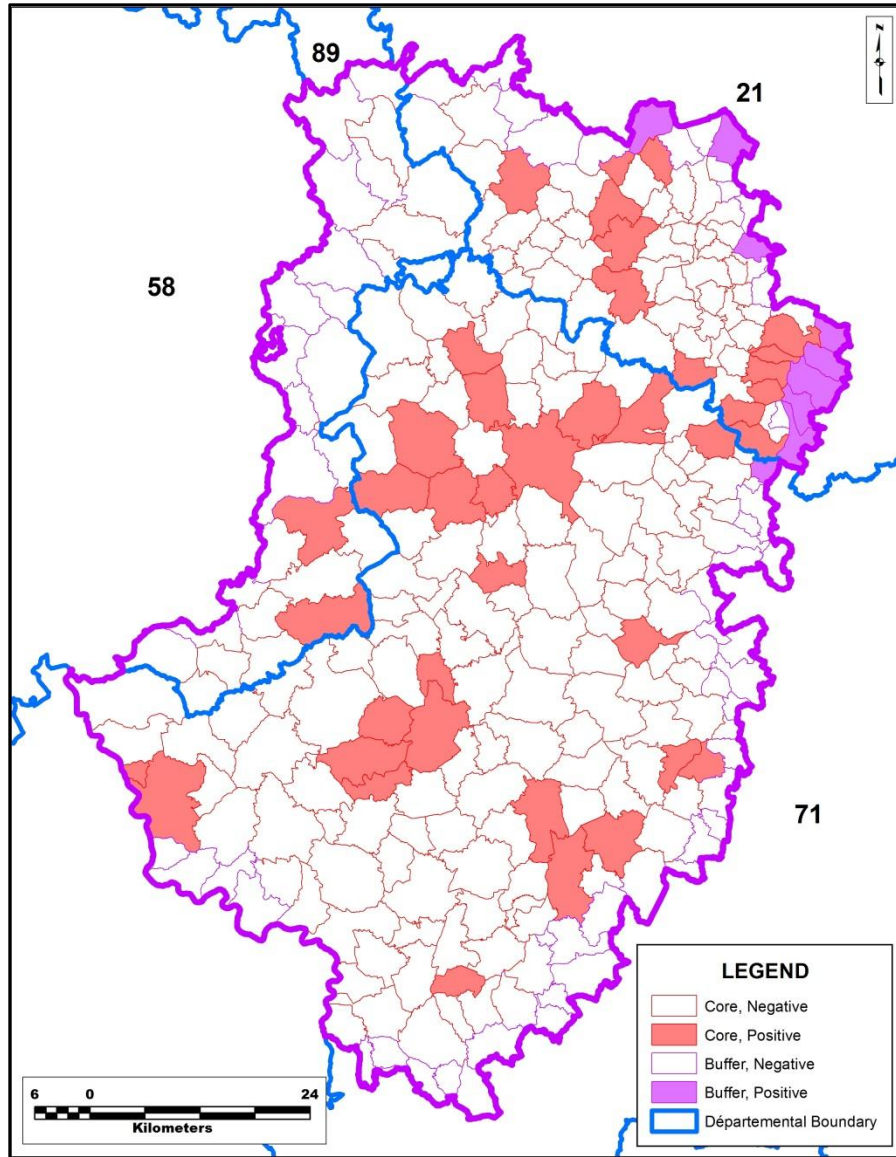 89
21
N
58
71
LEGEND
Core, Negative
Core, Positive
Buffer, Negative
Buffer, Positive
Départemental Boundary
6 0 24
Kilometers